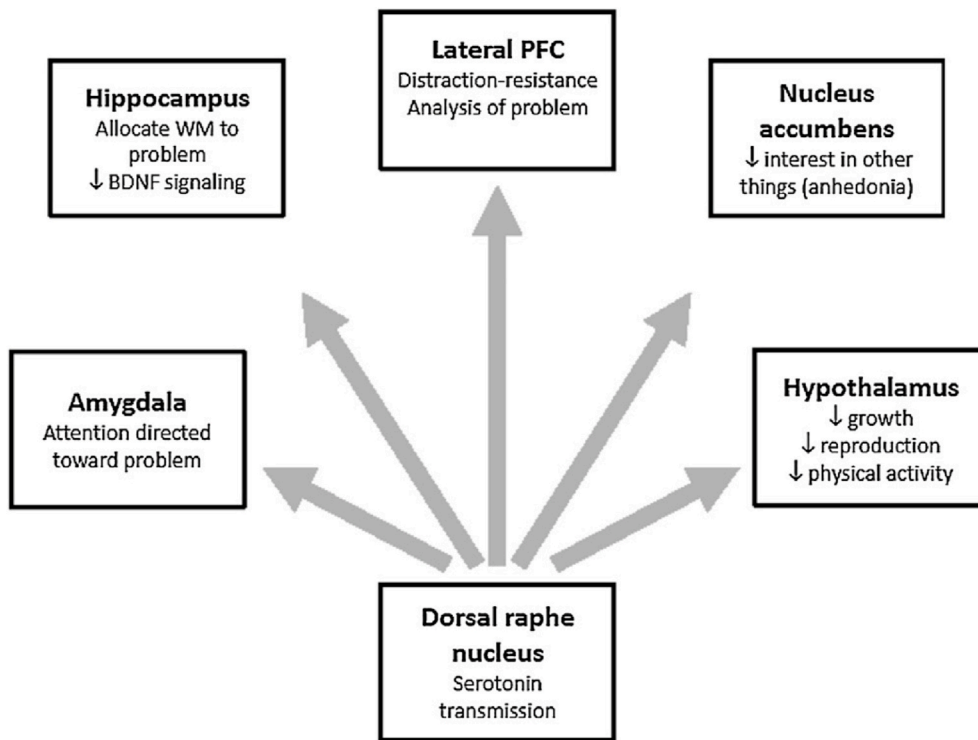 Lateral PFC
Distraction-resistance
Analysis of problem
Hippocampus
Allocate WM to
problem
↓ BDNF signaling
Nucleus
accumbens
↓ interest in other
things (anhedonia)
Amygdala
Attention directed
toward problem
Hypothalamus
↓ growth
↓ reproduction
↓ physical activity
Dorsal raphe
nucleus
Serotonin
transmission